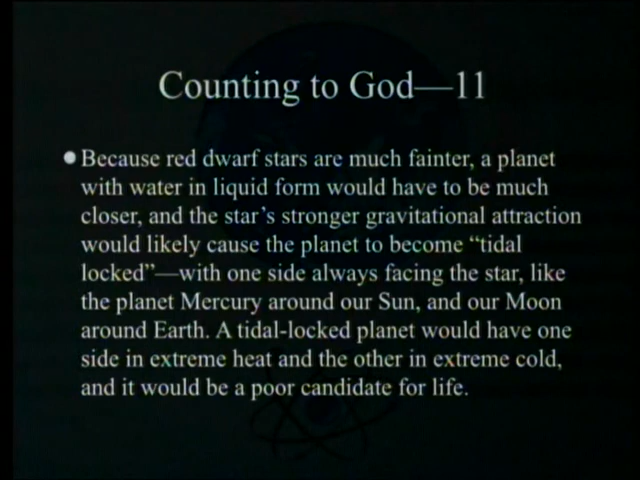 Counting to God—11
Because red dwarf stars are much fainter, a planet
with water in liquid form would have to be much
closer, and the star's stronger gravitational attraction
would likely cause the planet to become “tidal
locked”—with one side always facing the star, like
the planet Mercury around our Sun, and our Moon
around Earth. A tidal-locked planet would have one
side in extreme heat and the other in extreme cold,
and it would be a poor candidate for life.